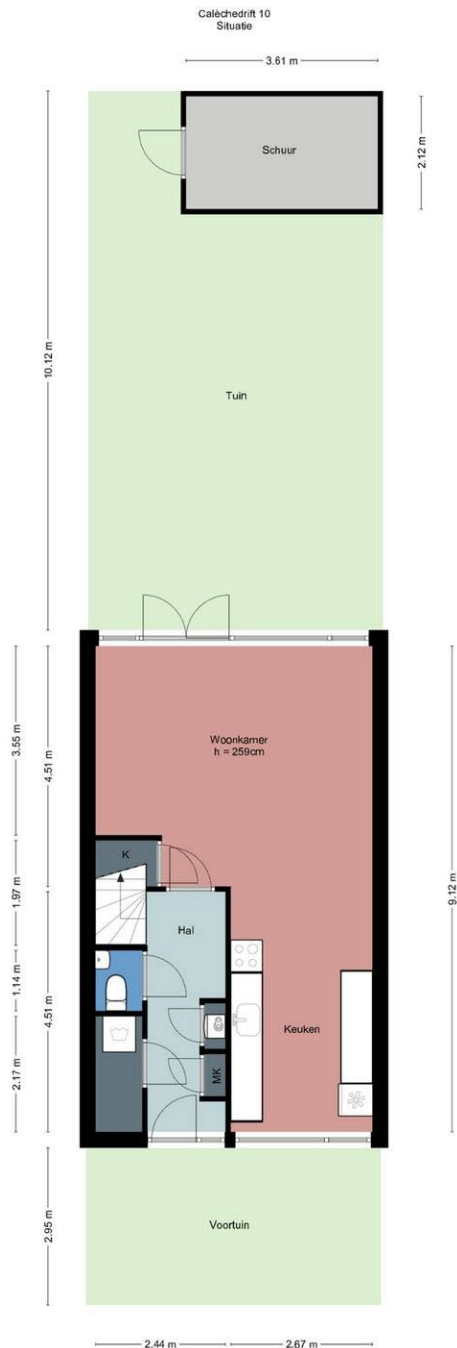 Calèchedrift 10
Situatie
3.61 m
Schuur
2.12 m
10.12 m
Tuin
Woonkamer
h = 259cm
3.55 m
4.51 m
9.12 m
K
1.97 m
Hal
1.14 m
4.51 m
Keuken
2.17 m
MK
Voortuin
2.95 m
2.44 m
2.67 m